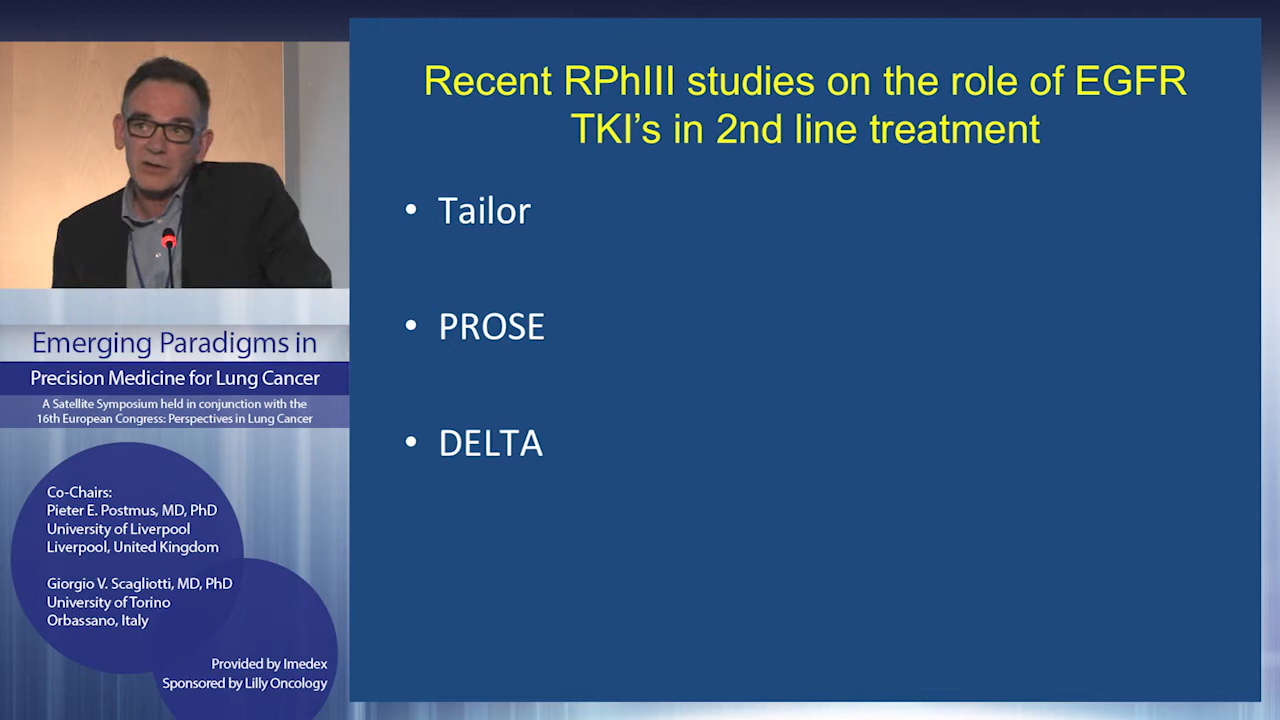 Recent RPhIII studies on the role of EGFR
TKI’s in 2nd line treatment
• Tailor
• PROSE
• DELTA
Emerging Paradigms in
Precision Medicine for Lung Cancer
A Satellite Symposium held in conjunction with the
16th European Congress: Perspectives in Lung Cancer
Co-Chairs:
Pieter E. Postmus, MD, PhD
University of Liverpool
Liverpool, United Kingdom
Giorgio V. Scagliotti, MD, PhD
University of Torino
Orbassano, Italy
Provided by Imedex
Sponsored by Lilly Oncology